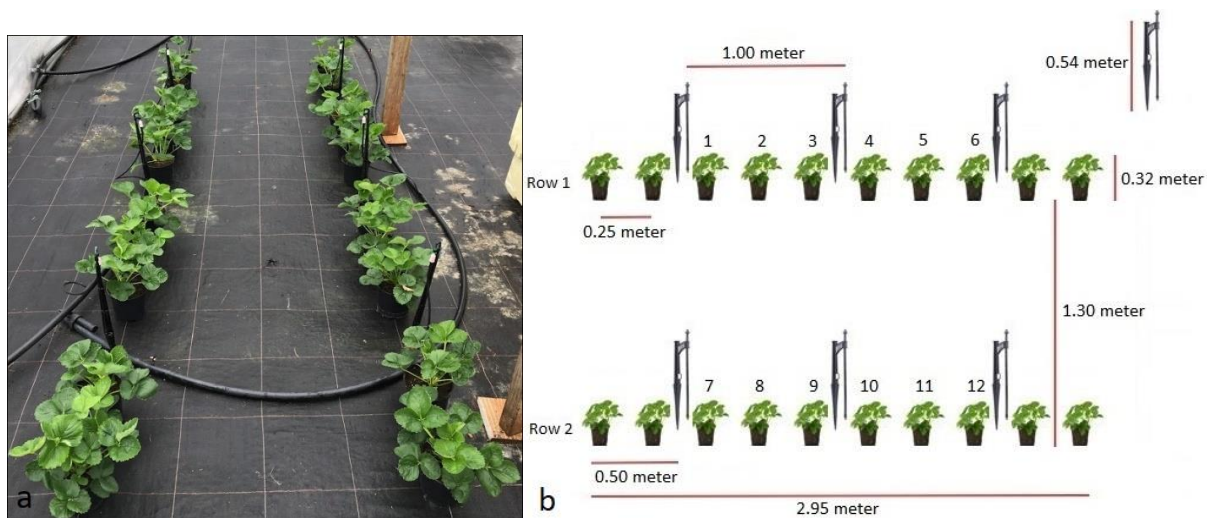 1.00 meter
0.54 meter
1 2 3 4 5 6
Row 1
0.32 meter
0.25 meter
1.30 meter
7 8 9 10 11 12
Row 2
0.50 meter
2.95 meter
a
b